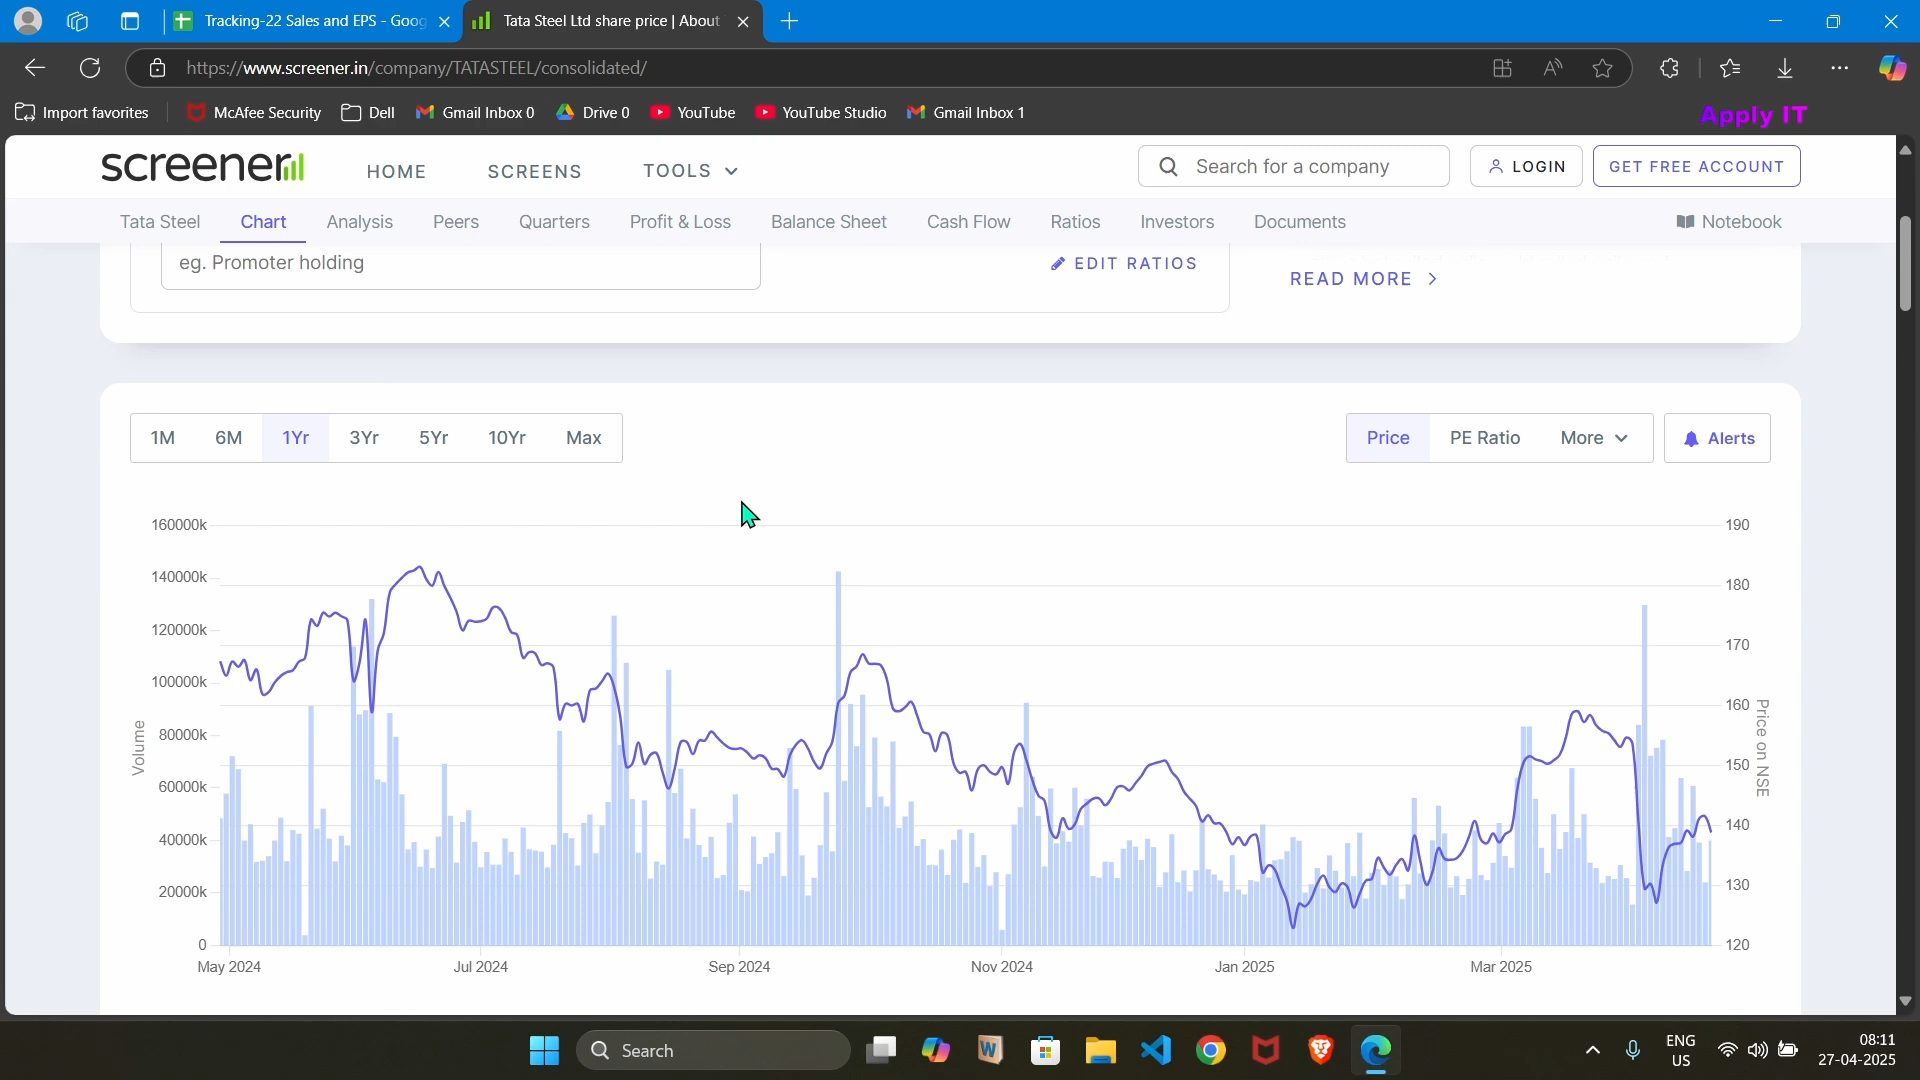 Tracking-22 Sales and EPS - Goog
Tata Steel Ltd share price | About
https://www.screener.in/company/TATASTEEL/consolidated/
Import favorites
McAfee Security
Dell
Gmail Inbox 0
Drive 0
YouTube
YouTube Studio
Gmail Inbox 1
Apply IT
screener
HOME
SCREENS
TOOLS
Search for a company
LOGIN
GET FREE ACCOUNT
Tata Steel
Chart
Analysis
Peers
Quarters
Profit & Loss
Balance Sheet
Cash Flow
Ratios
Investors
Documents
Notebook
eg. Promoter holding
EDIT RATIOS
READ MORE
1M
6M
1Yr
3Yr
5Yr
10Yr
Max
Price
PE Ratio
More
Alerts
160000k
140000k
120000k
100000k
80000k
60000k
40000k
20000k
0
Volume
190
180
170
160
150
140
130
120
Price on NSE
May 2024
Jul 2024
Sep 2024
Nov 2024
Jan 2025
Mar 2025
Search
ENG
US
08:11
27-04-2025